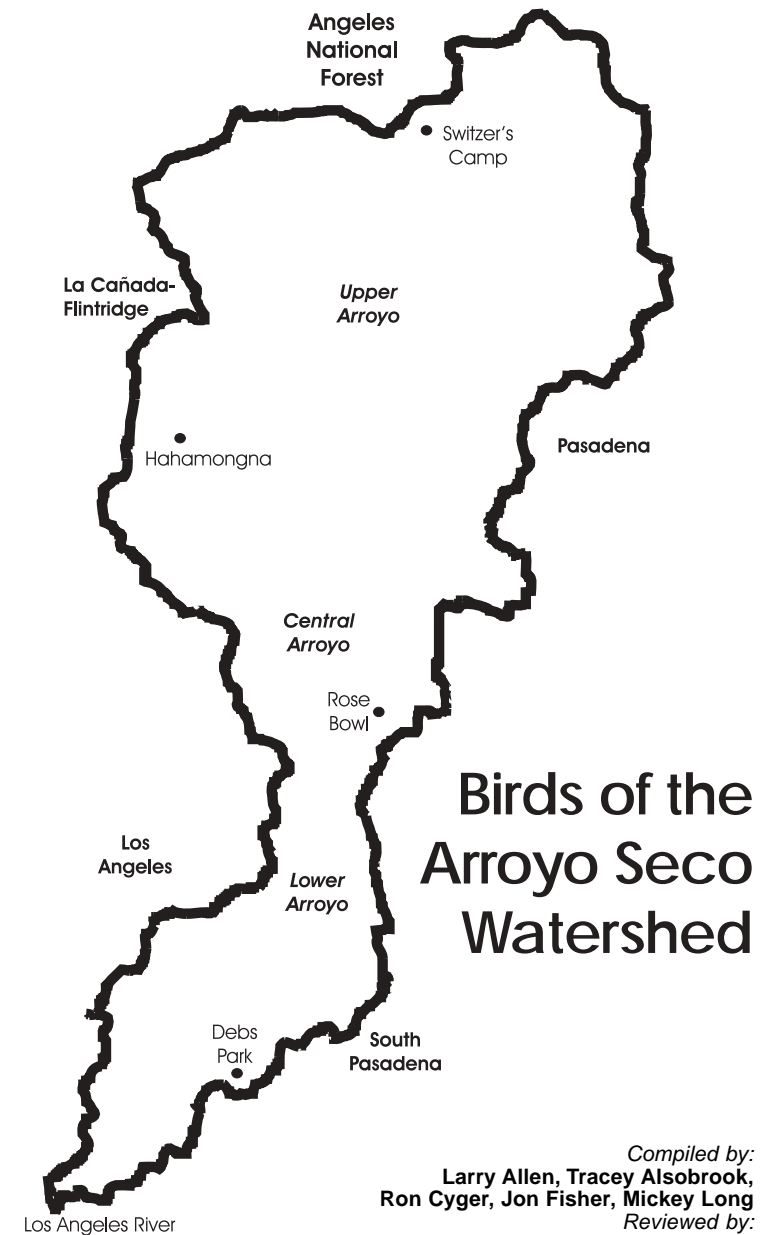 Angeles
National
Forest
Switzer's
Camp
La Cañada-
Flintridge
Upper
Arroyo
Pasadena
Hahamongna
Central
Arroyo
Rose
Bowl
Birds of the
Arroyo Seco
Watershed
Los
Angeles
Lower
Arroyo
Debs
Park
South
Pasadena
Compiled by:
Larry Allen, Tracey Alsobrook,
Ron Cyger, Jon Fisher, Mickey Long
Reviewed by:
Los Angeles River